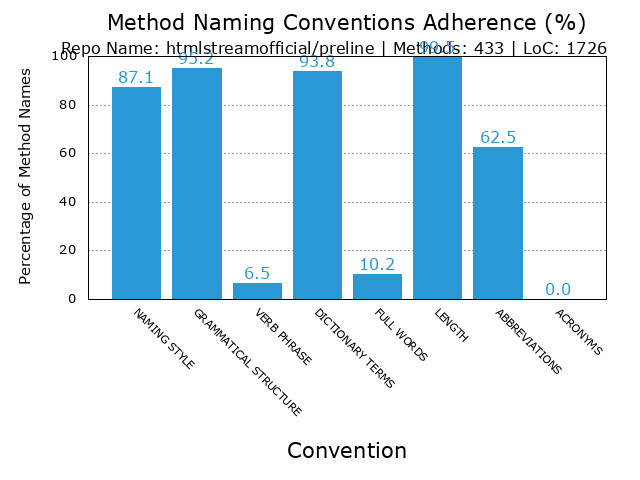 Method Naming Conventions Adherence (%)
Repo Name: htmlstreamofficial/preline | Methods: 433 | LoC: 1726
Percentage of Method Names
100
80
60
40
20
0
87.1
95.2
6.5
93.8
10.2
99.5
62.5
0.0
NAMING STYLE
GRAMMATICAL STRUCTURE
VERB PHRASE
DICTIONARY TERMS
FULL WORDS
LENGTH
ABBREVIATIONS
ACRONYMS
Convention